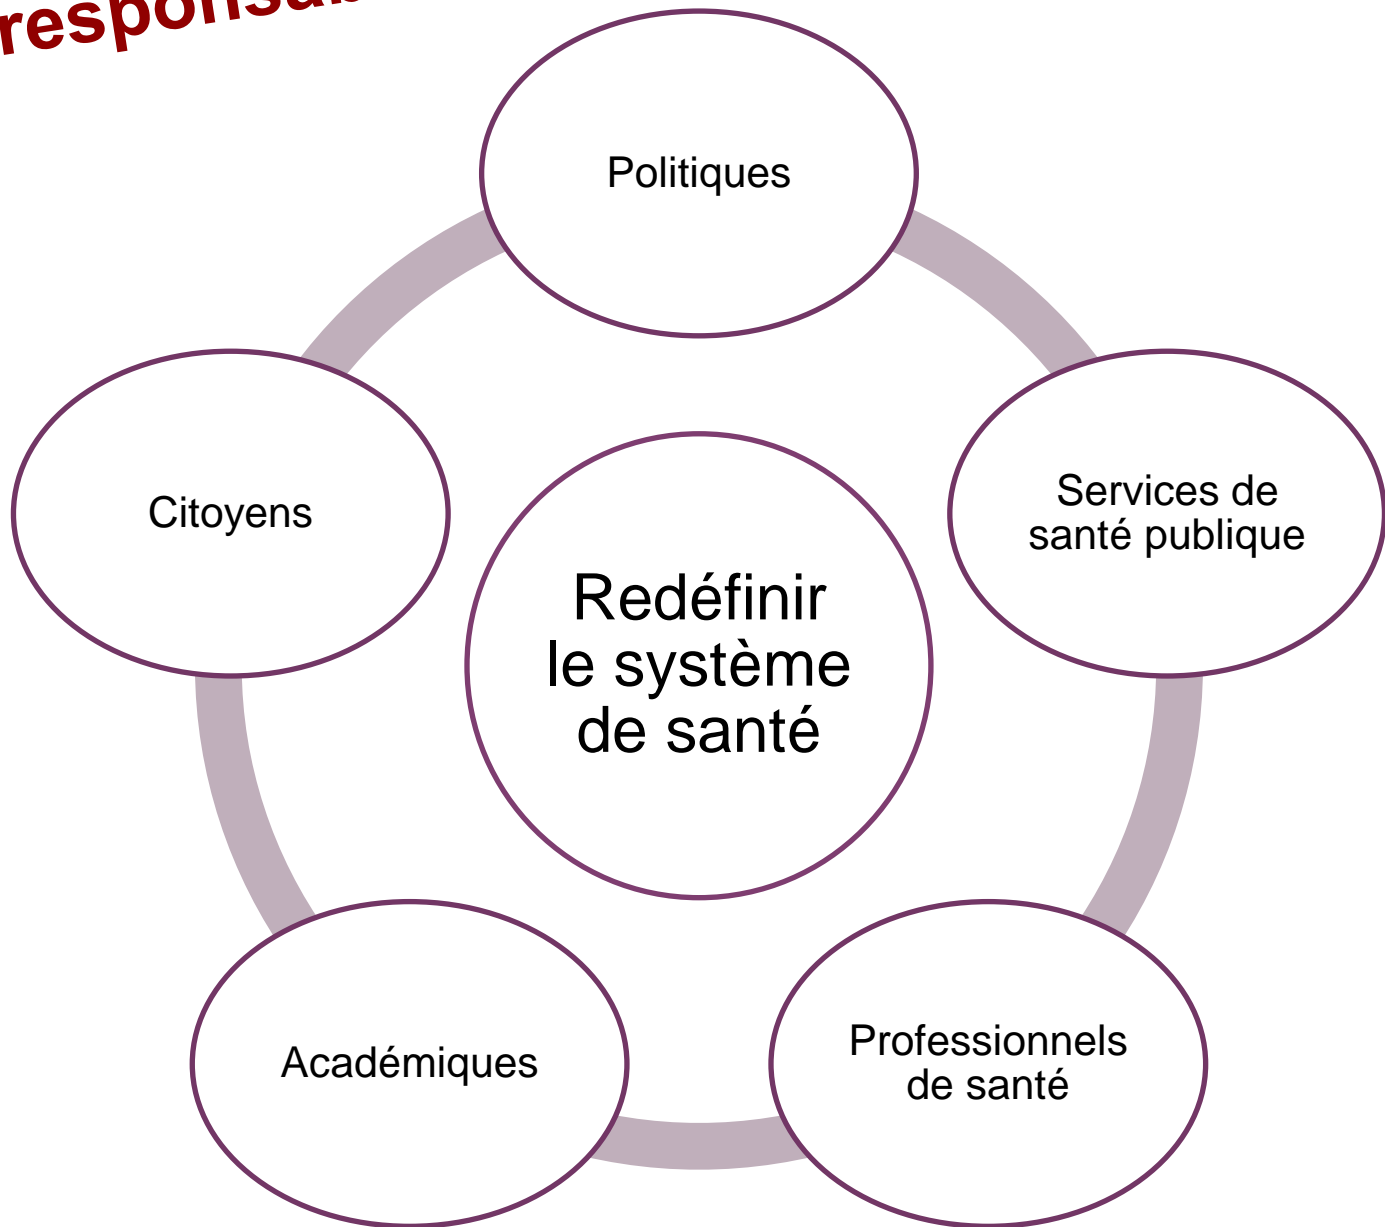 Politiques
Services de
santé publique
Citoyens
Redéfinir
le système
de santé
Professionnels
de santé
Académiques